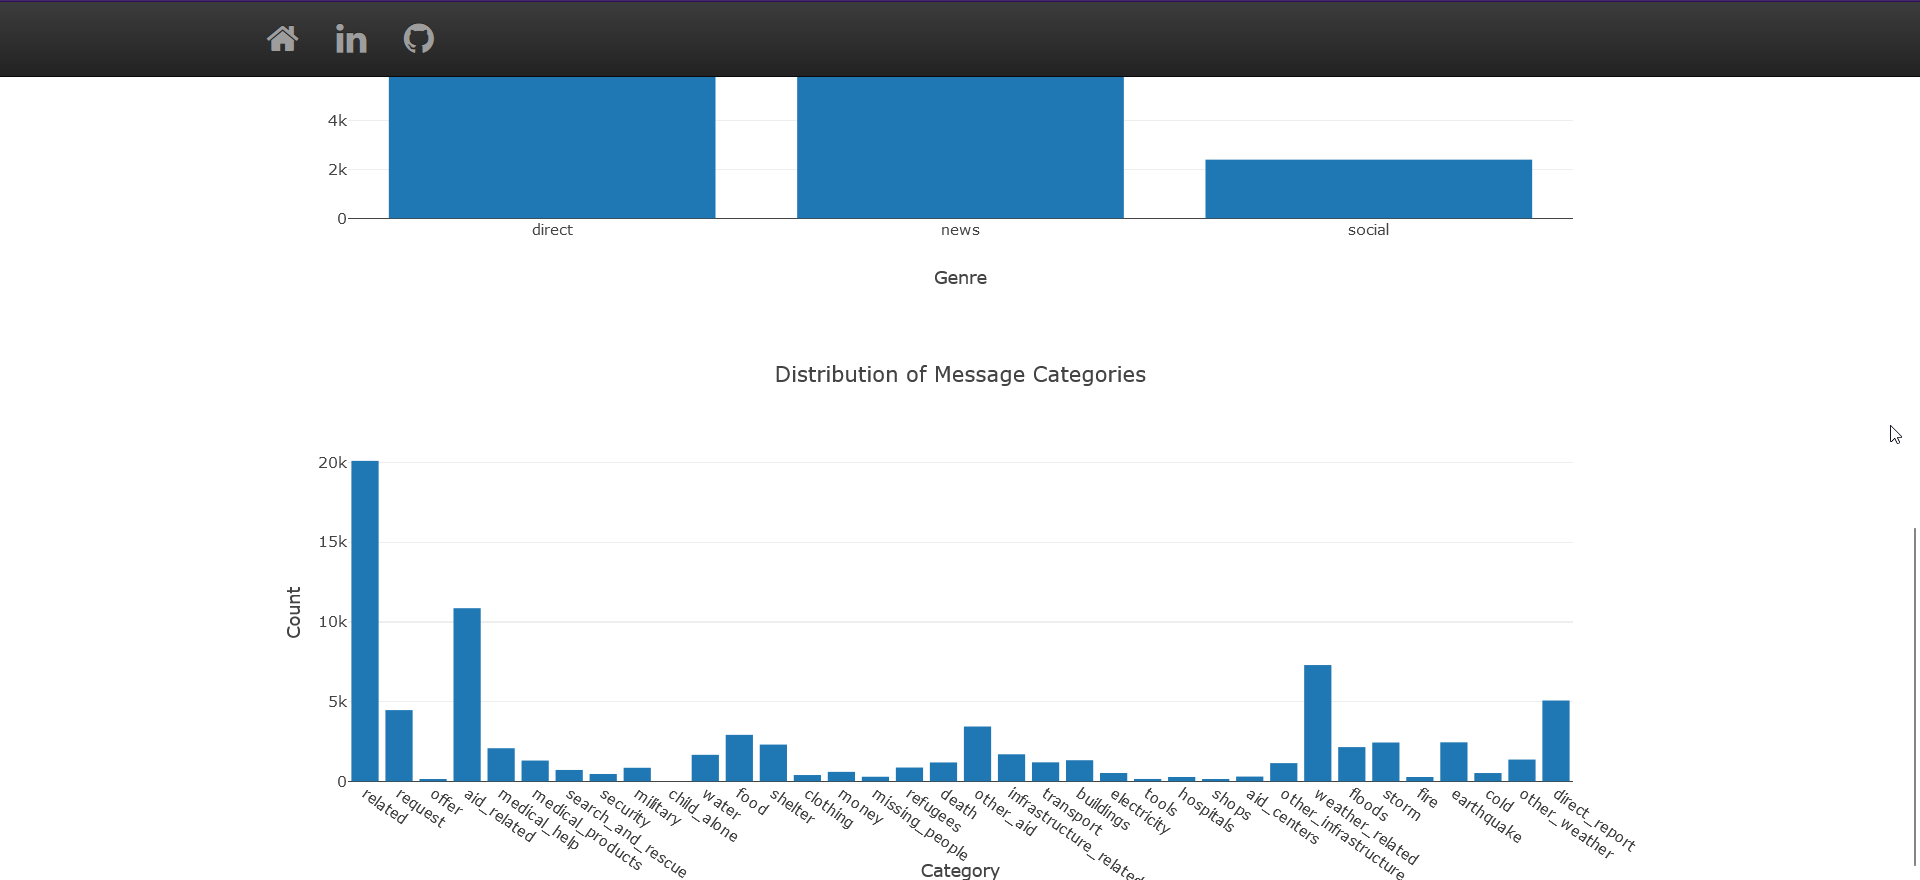 4k
2k
0
direct
news
social
Genre
Distribution of Message Categories
20k
15k
10k
5k
0
Count
related
request
offer
aid_related
medical_help
medical_products
search_and_rescue
security
military
child_alone
water
food
shelter
clothing
money
missing_people
refugees
death
other_aid
infrastructure_related
transport
buildings
electricity
tools
hospitals
shops
aid_centers
other_infrastructure
weather_related
floods
storm
fire
earthquake
cold
other_weather
direct_report
Category